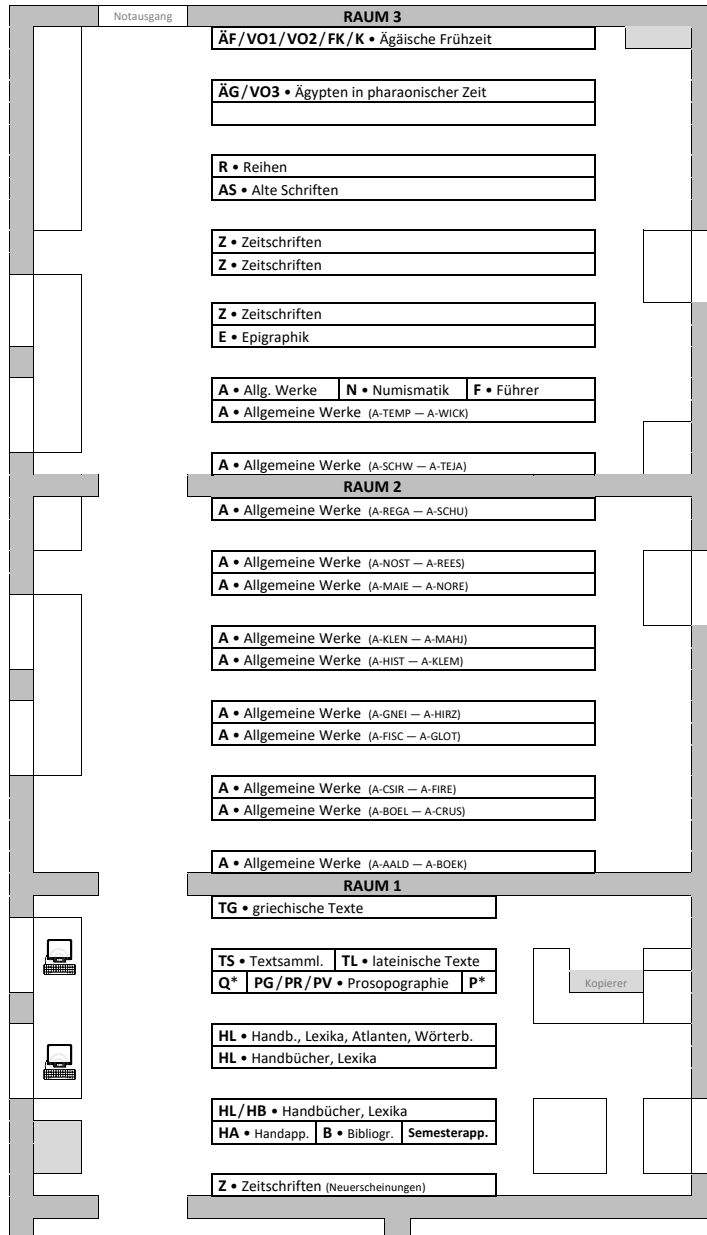 Notausgang
RAUM 3
ÄF/VO1/VO2/FK/K • Ägäische Frühzeit
ÄG/VO3 • Ägypten in pharaonischer Zeit
R • Reihen
AS • Alte Schriften
Z • Zeitschriften
Z • Zeitschriften
Z • Zeitschriften
E • Epigraphik
A • Allg. Werke N • Numismatik F • Führer
A • Allgemeine Werke (A-TEMP — A-WICK)
A • Allgemeine Werke (A-SCHW — A-TEJA)
RAUM 2
A • Allgemeine Werke (A-REGA — A-SCHU)
A • Allgemeine Werke (A-NOST — A-REES)
A • Allgemeine Werke (A-MAIE — A-NORE)
A • Allgemeine Werke (A-KLEN — A-MAHJ)
A • Allgemeine Werke (A-HIST — A-KLEM)
A • Allgemeine Werke (A-GNEI — A-HIRZ)
A • Allgemeine Werke (A-FISC — A-GLOT)
A • Allgemeine Werke (A-CSIR — A-FIRE)
A • Allgemeine Werke (A-BOEL — A-CRUS)
A • Allgemeine Werke (A-AALD — A-BOEK)
RAUM 1
TG • griechische Texte
TS • Textsamml. TL • lateinische Texte
Q* PG/PR/PV • Prosopographie P*
Kopierer
HL • Handb., Lexika, Atlanten, Wörterb.
HL • Handbücher, Lexika
HL/HB • Handbücher, Lexika
HA • Handapp. B • Bibliogr. Semesterapp.
Z • Zeitschriften (Neuerscheinungen)